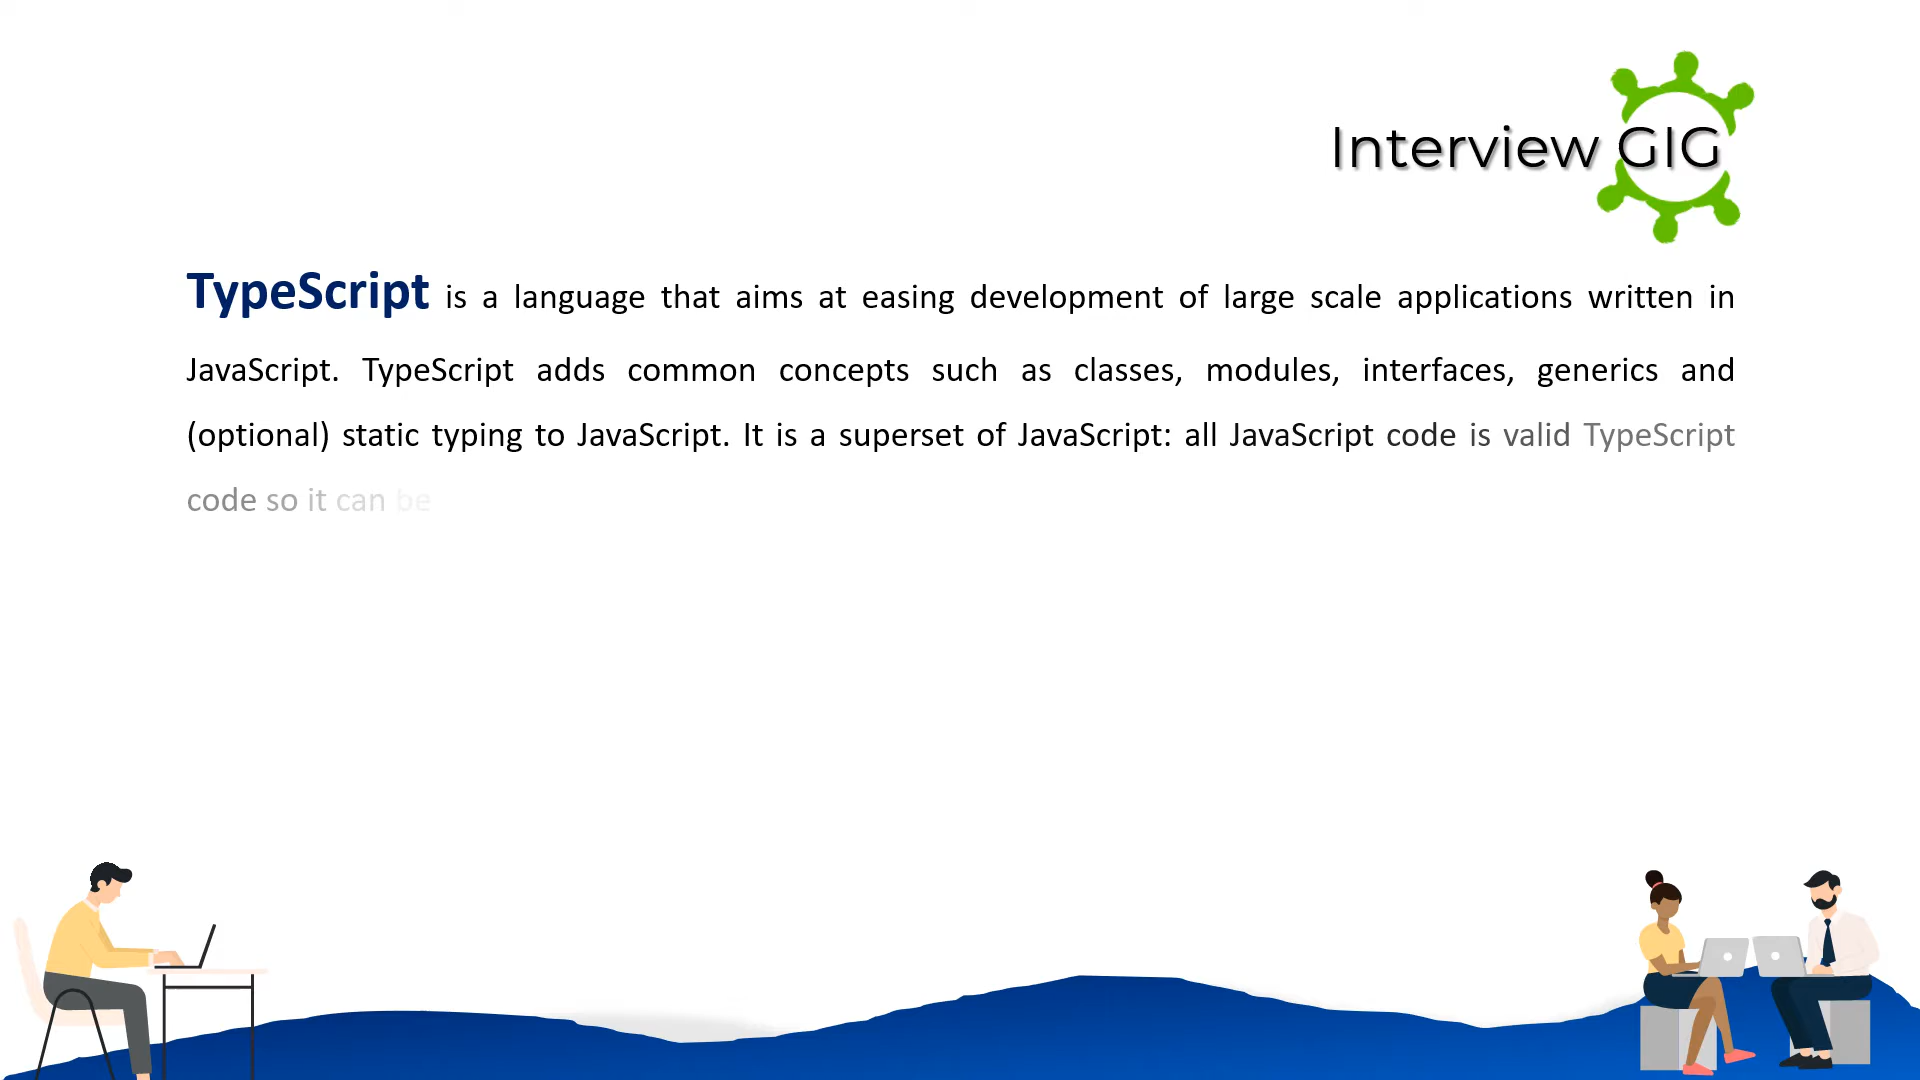 Interview GIG
TypeScript is a language that aims at easing development of large scale applications written in
JavaScript. TypeScript adds common concepts such as classes, modules, interfaces, generics and
(optional) static typing to JavaScript. It is a superset of JavaScript: all JavaScript code is valid TypeScript
code so it can be